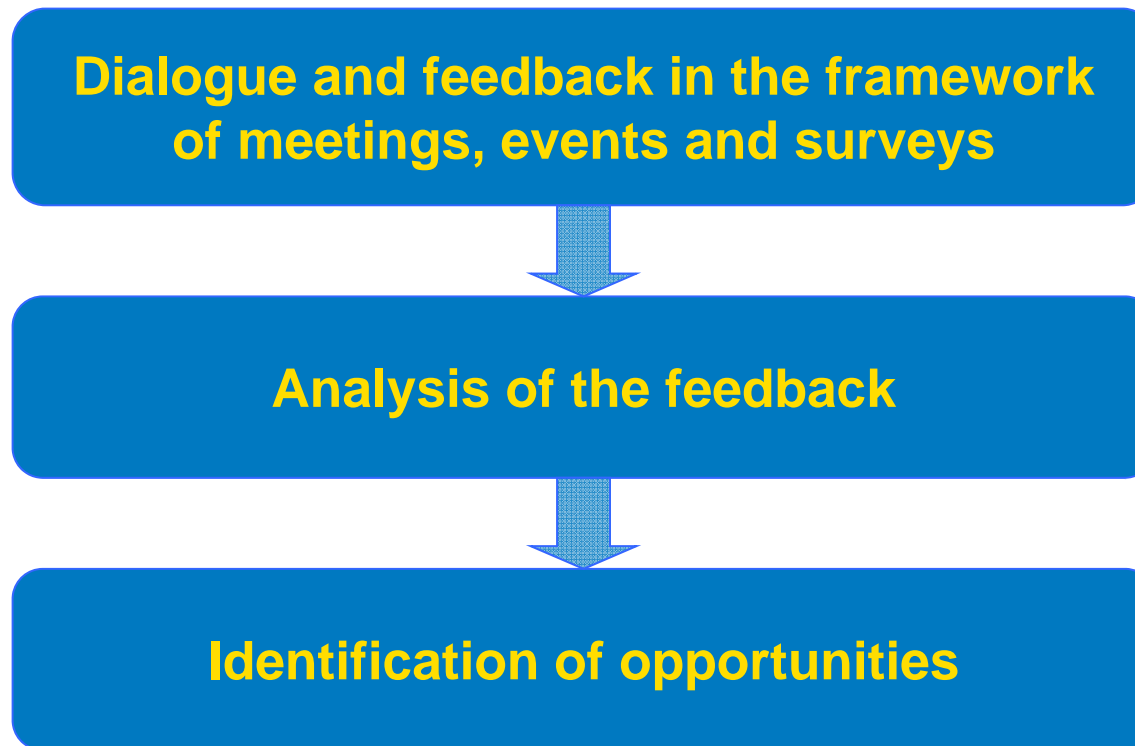 Dialogue and feedback in the framework
of meetings, events and surveys
Analysis of the feedback
Identification of opportunities